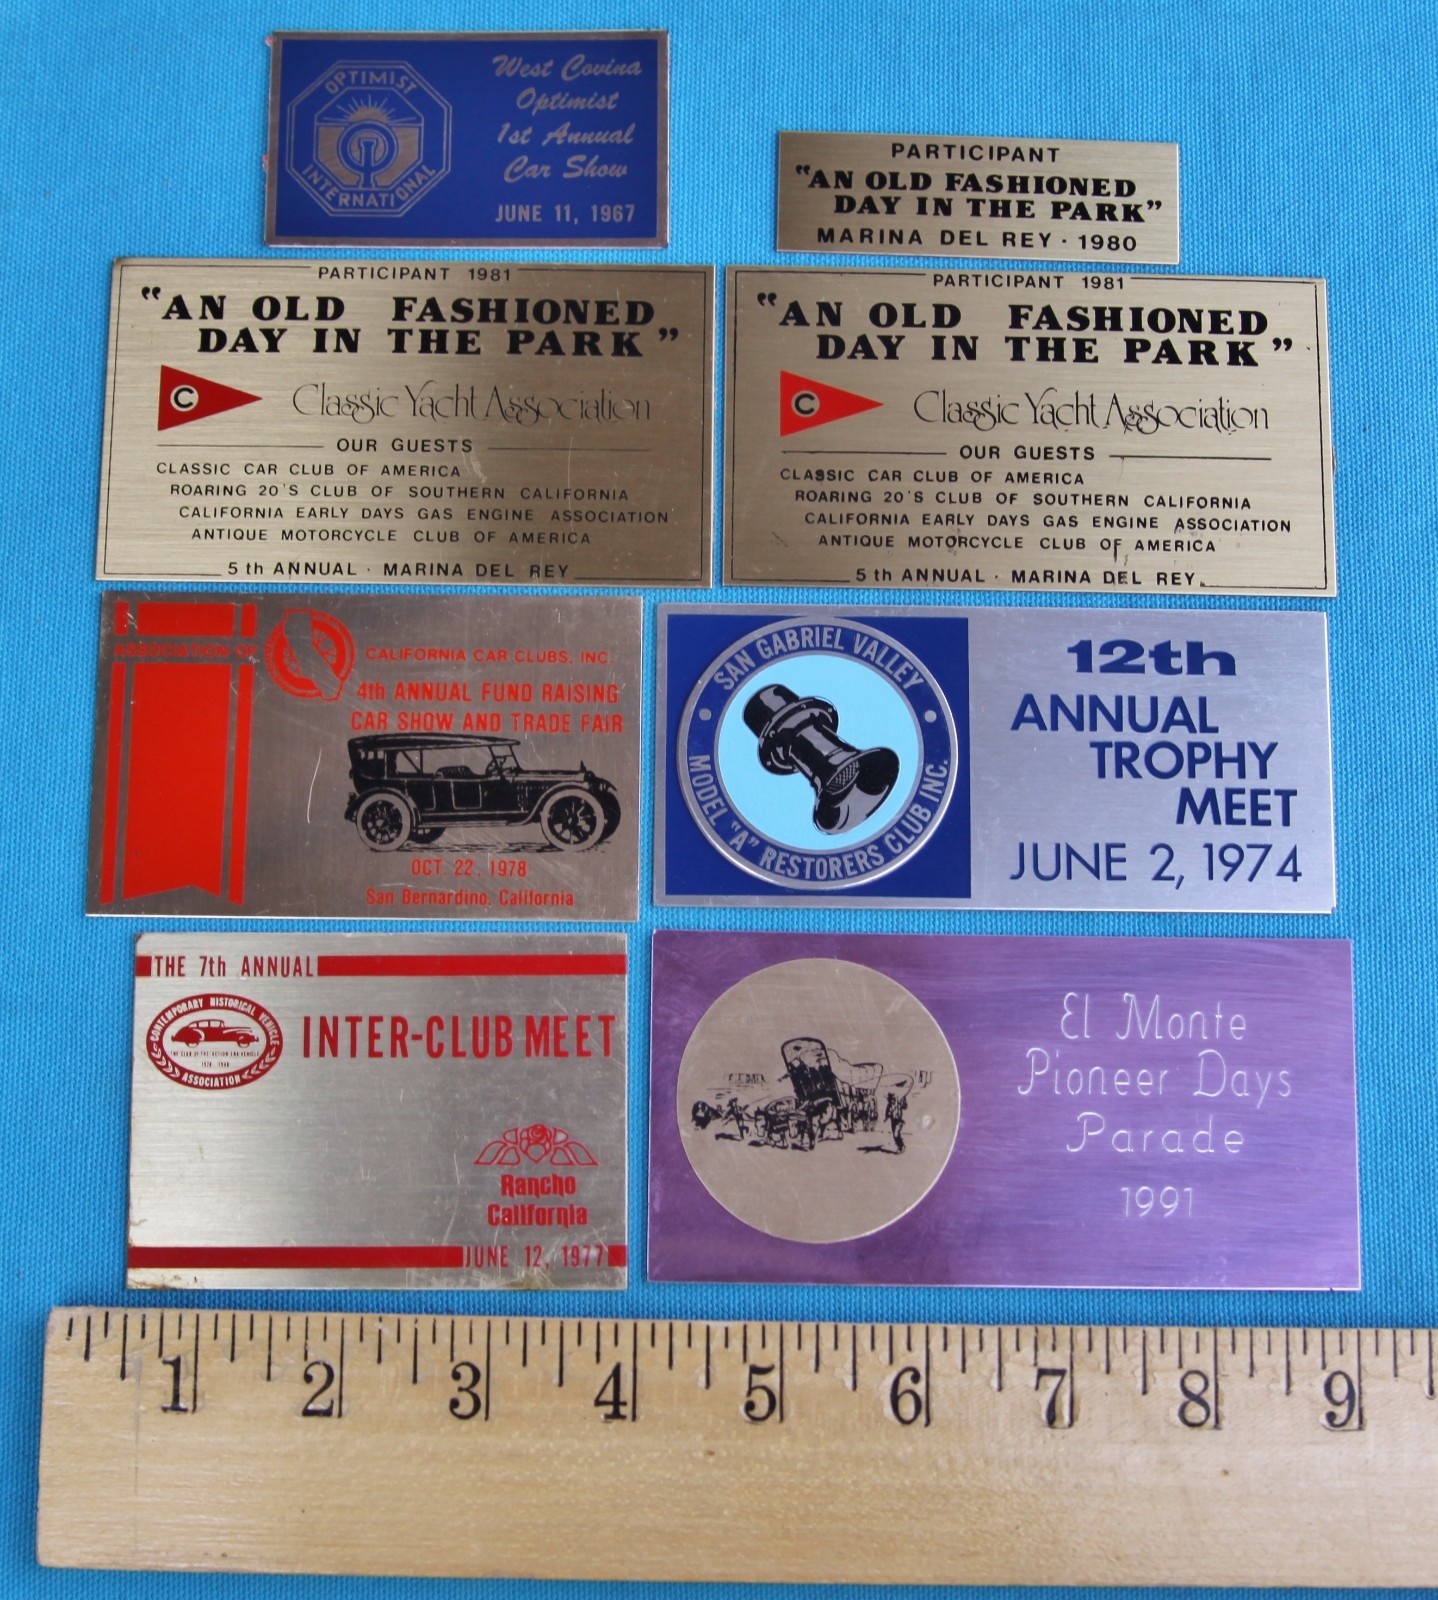 OPTIMIST
INTERNATIONAL
West Covina
Optimist
1st Annual
Car Show
JUNE 11, 1967
PARTICIPANT
"AN OLD FASHIONED
DAY IN THE PARK"
MARINA DEL REY · 1980
PARTICIPANT 1981
"AN OLD FASHIONED
DAY IN THE PARK"
C
Classic Yacht Association
OUR GUESTS
CLASSIC CAR CLUB OF AMERICA
ROARING 20'S CLUB OF SOUTHERN CALIFORNIA
CALIFORNIA EARLY DAYS GAS ENGINE ASSOCIATION
ANTIQUE MOTORCYCLE CLUB OF AMERICA
5 th ANNUAL · MARINA DEL REY
PARTICIPANT 1981
"AN OLD FASHIONED
DAY IN THE PARK"
C
Classic Yacht Association
OUR GUESTS
CLASSIC CAR CLUB OF AMERICA
ROARING 20'S CLUB OF SOUTHERN CALIFORNIA
CALIFORNIA EARLY DAYS GAS ENGINE ASSOCIATION
ANTIQUE MOTORCYCLE CLUB OF AMERICA
5 th ANNUAL · MARINA DEL REY
ASSOCIATION OF
CALIFORNIA CAR CLUBS, INC.
4th ANNUAL FUND RAISING
CAR SHOW AND TRADE FAIR
OCT. 22, 1978
San Bernardino, California
SAN GABRIEL VALLEY
MODEL "A" RESTORERS CLUB INC.
12th
ANNUAL
TROPHY
MEET
JUNE 2, 1974
THE 7th ANNUAL
CONTEMPORARY HISTORICAL VEHICLE
ASSOCIATION
INTER-CLUB MEET
Rancho
California
JUNE 12, 1977
El Monte
Pioneer Days
Parade
1991
1 2 3 4 5 6 7 8 9